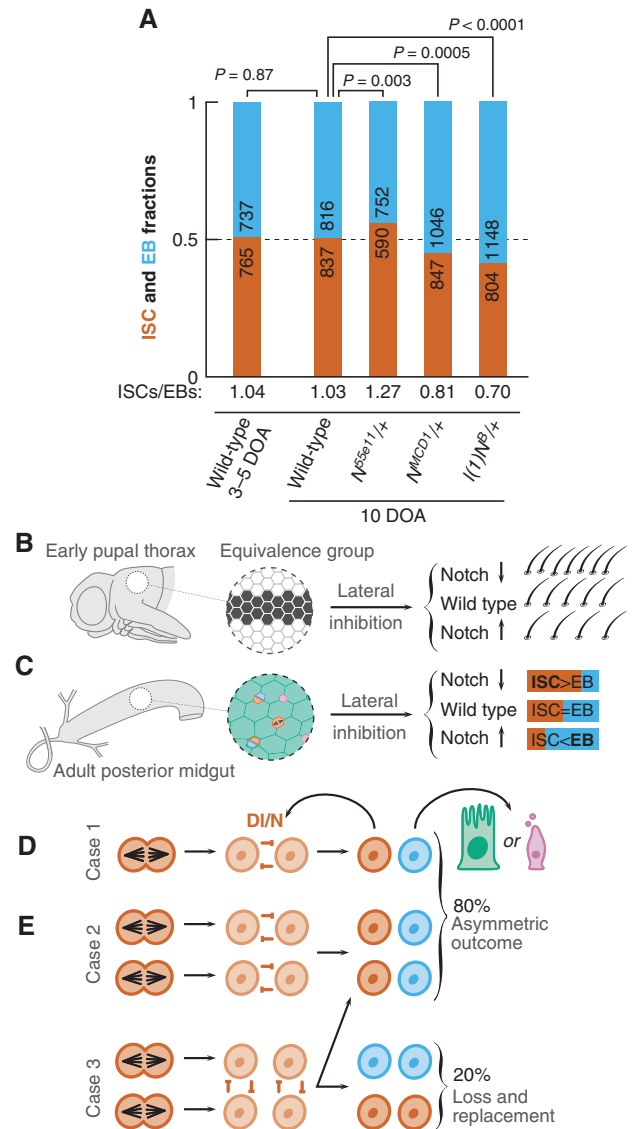 A
P < 0.0001
P = 0.0005
P = 0.87
P = 0.003
ISC and EB fractions
1
0.5
0
737
765
816
837
752
590
1046
847
1148
804
ISCs/EBs:
1.04
1.03
1.27
0.81
0.70
Wild-type
3–5 DOA
Wild-type
N55e11/+
NMCD1/+
l(1)NB/+
10 DOA
B
Early pupal thorax
Equivalence group
Lateral
inhibition
Notch
Wild type
Notch
C
Adult posterior midgut
Lateral
inhibition
Notch
Wild type
Notch
ISC>EB
ISC=EB
ISC<EB
D
Case 1
Dl/N
or
E
Case 2
80%
Asymmetric
outcome
Case 3
20%
Loss and
replacement